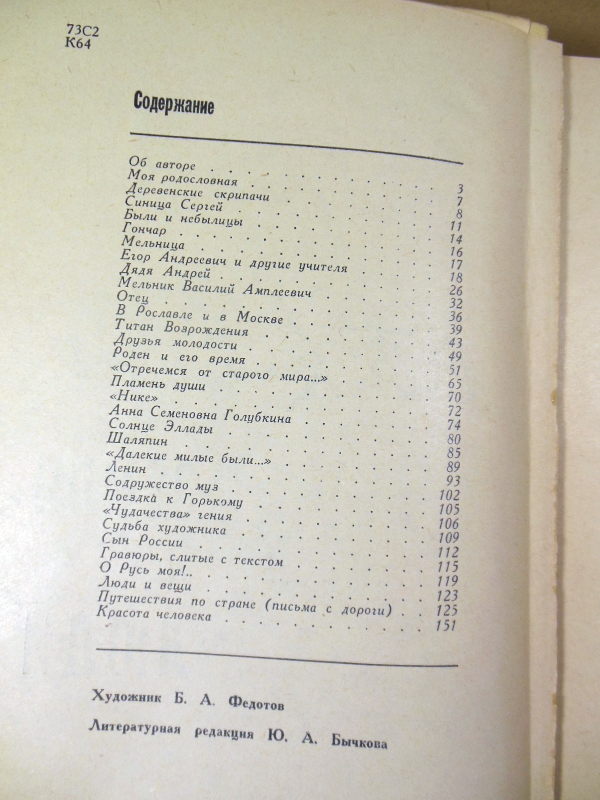 73С2
К64
Содержание
Об авторе . . . . . . . . . . 3
Моя родословная . . . . . . . . . . 7
Деревенские скрипачи . . . . . . . . . . 8
Синица Сергей . . . . . . . . . . 11
Были и небылицы . . . . . . . . . . 14
Гончар . . . . . . . . . . 16
Мельница . . . . . . . . . . 17
Егор Андреевич и другие учителя . . . . . . 18
Дядя Андрей . . . . . . . . . . 26
Мельник Василий Амплеевич . . . . . . . 32
Отец . . . . . . . . . . 36
В Рославле и в Москве . . . . . . . . 39
Титан Возрождения . . . . . . . . . 43
Друзья молодости . . . . . . . . . 49
Роден и его время . . . . . . . . . 51
«Отречемся от старого мира...» . . . . . . 65
Пламень души . . . . . . . . . . 70
«Нике» . . . . . . . . . . 72
Анна Семеновна Голубкина . . . . . . . 74
Солнце Эллады . . . . . . . . . . 80
Шаляпин . . . . . . . . . . 85
«Далекие милые были...» . . . . . . . . 89
Ленин . . . . . . . . . . 93
Содружество муз . . . . . . . . . . 102
Поездка к Горькому . . . . . . . . . 105
«Чудачества» гения . . . . . . . . . 106
Судьба художника . . . . . . . . . 109
Сын России . . . . . . . . . . 112
Гравюры, слитые с текстом . . . . . . . 115
О Русь моя!.. . . . . . . . . . . 119
Люди и вещи . . . . . . . . . . 123
Путешествия по стране (письма с дороги) . . 125
Красота человека . . . . . . . . . . 151
Художник Б. А. Федотов
Литературная редакция Ю. А. Бычкова